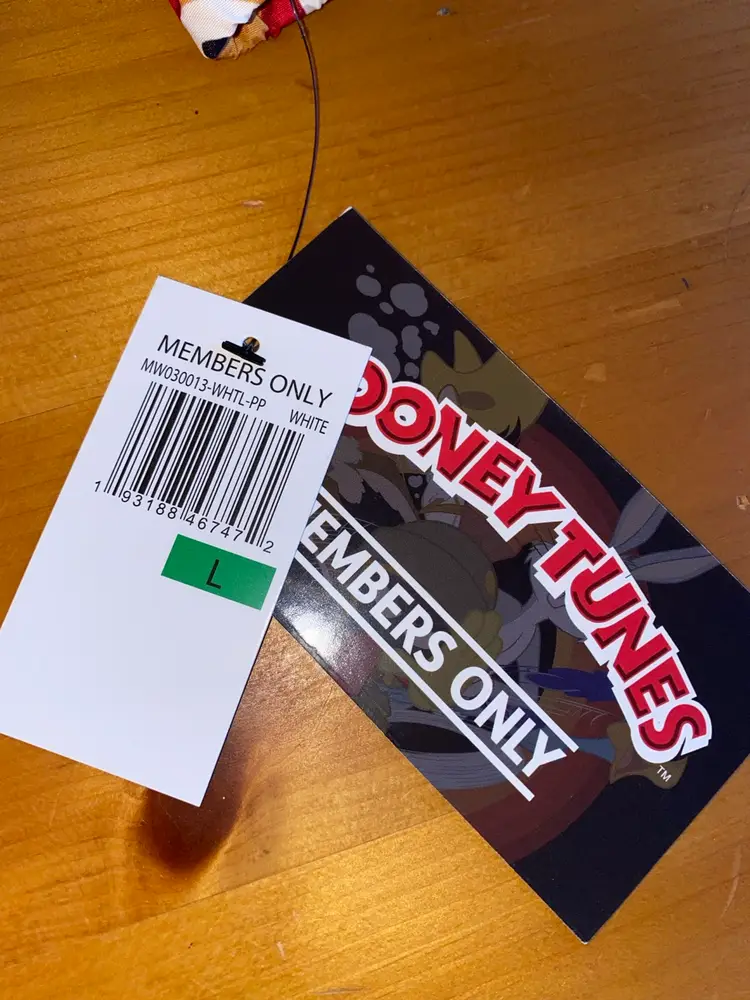 MEMBERS ONLY
MW030013-WHTL-PP
WHITE
1 93188 46747 2
L
OONEY TUNES
TM
EMBERS ONLY